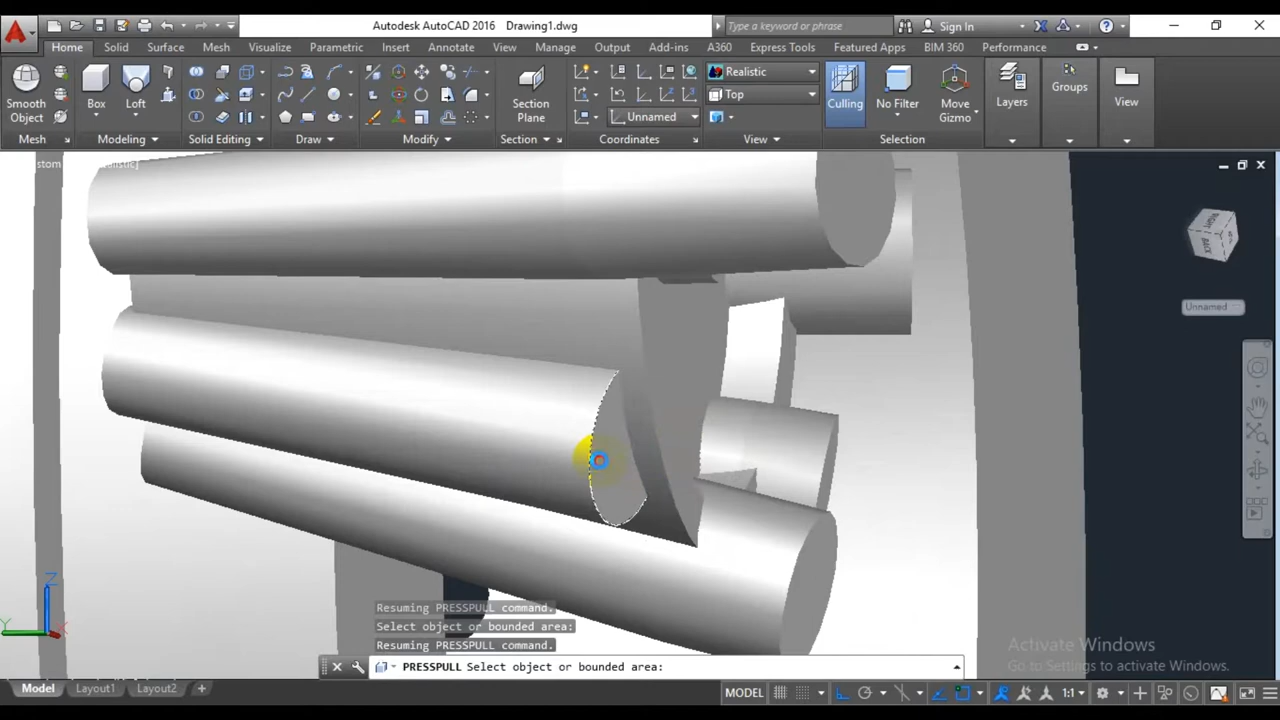 Autodesk AutoCAD 2016 Drawing1.dwg
Type a keyword or phrase
Sign In
Home Solid Surface Mesh Visualize Parametric Insert Annotate View Manage Output Add-ins A360 Express Tools Featured Apps BIM 360 Performance
Smooth Object
Box
Loft
Section Plane
Realistic
Top
Unnamed
Culling
No Filter
Move Gizmo
Layers
Groups
View
Mesh Modeling Solid Editing Draw Modify Section Coordinates View Selection
Unnamed
RIGHT
BACK
Z
Y
X
Resuming PRESSPULL command.
Select object or bounded area:
Resuming PRESSPULL command.
PRESSPULL Select object or bounded area:
Activate Windows
Go to Settings to activate Windows.
Model Layout1 Layout2 +
MODEL
1:1